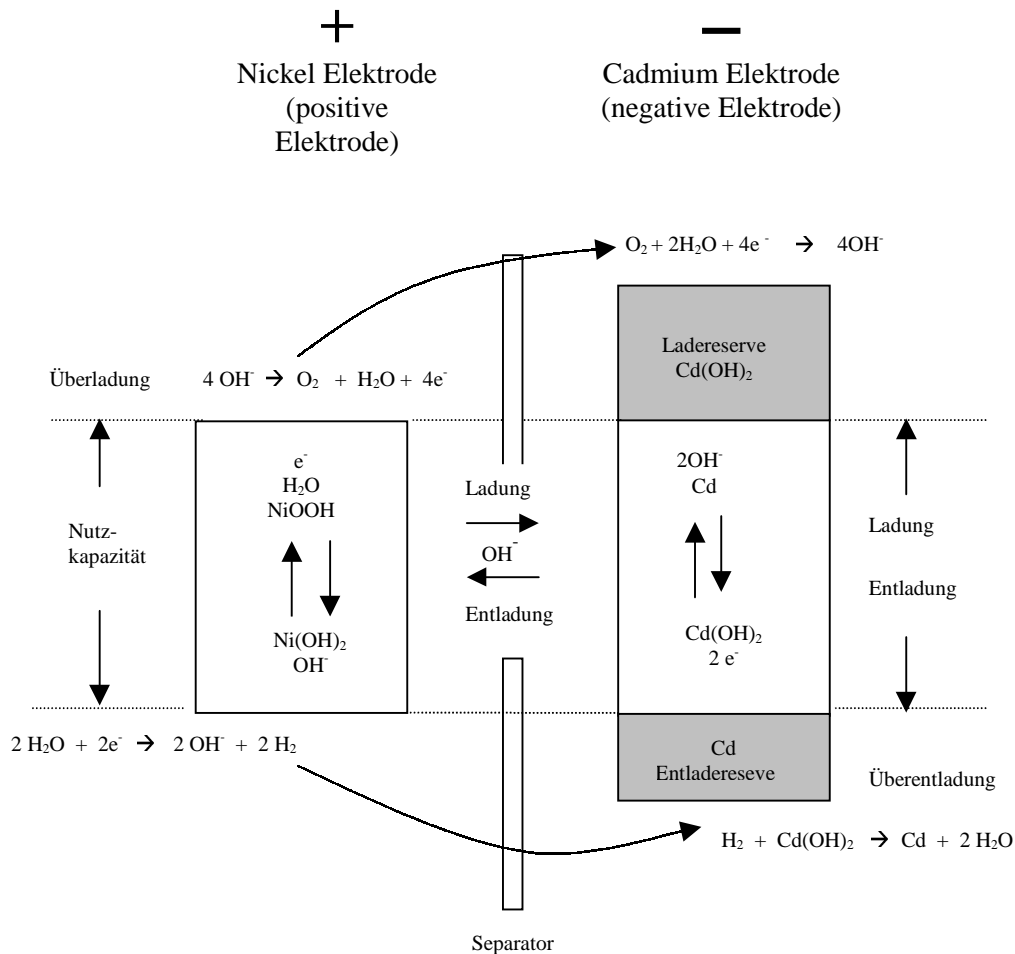 +
Nickel Elektrode
(positive
Elektrode)
−
Cadmium Elektrode
(negative Elektrode)
O₂ + 2H₂O + 4e⁻ → 4OH⁻
Ladereserve
Cd(OH)₂
Überladung
4 OH⁻ → O₂ + H₂O + 4e⁻
Nutz-
kapazität
e⁻
H₂O
NiOOH
Ni(OH)₂
OH⁻
Ladung
OH⁻
Entladung
2OH⁻
Cd
Cd(OH)₂
2 e⁻
Ladung
Entladung
2 H₂O + 2e⁻ → 2 OH⁻ + 2 H₂
Cd
Entladereseve
Überentladung
H₂ + Cd(OH)₂ → Cd + 2 H₂O
Separator